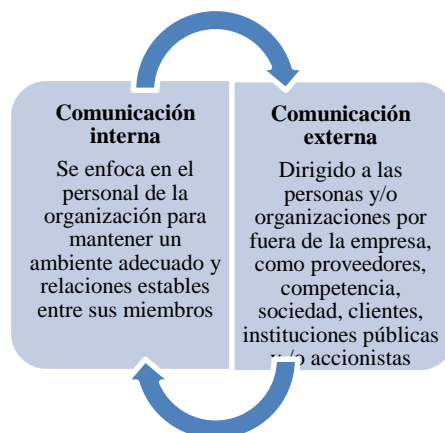 Comunicación
interna
Se enfoca en el
personal de la
organización para
mantener un
ambiente adecuado y
relaciones estables
entre sus miembros
Comunicación
externa
Dirigido a las
personas y/o
organizaciones por
fuera de la empresa,
como proveedores,
competencia,
sociedad, clientes,
instituciones públicas
y/o accionistas